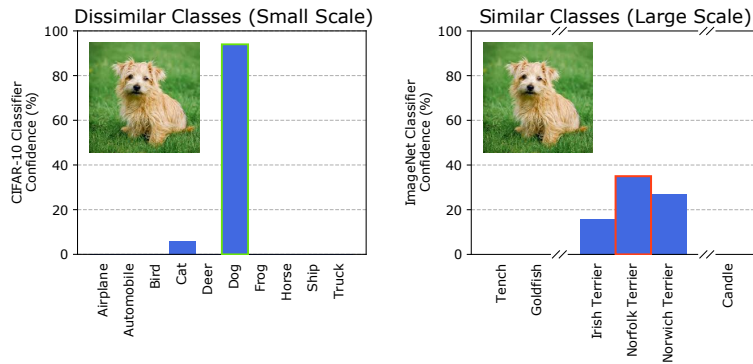 Dissimilar Classes (Small Scale)
CIFAR-10 Classifier
Confidence (%)
100
80
60
40
20
0
Airplane
Automobile
Bird
Cat
Deer
Dog
Frog
Horse
Ship
Truck
Similar Classes (Large Scale)
ImageNet Classifier
Confidence (%)
100
80
60
40
20
0
Tench
Goldfish
Irish Terrier
Norfolk Terrier
Norwich Terrier
Candle